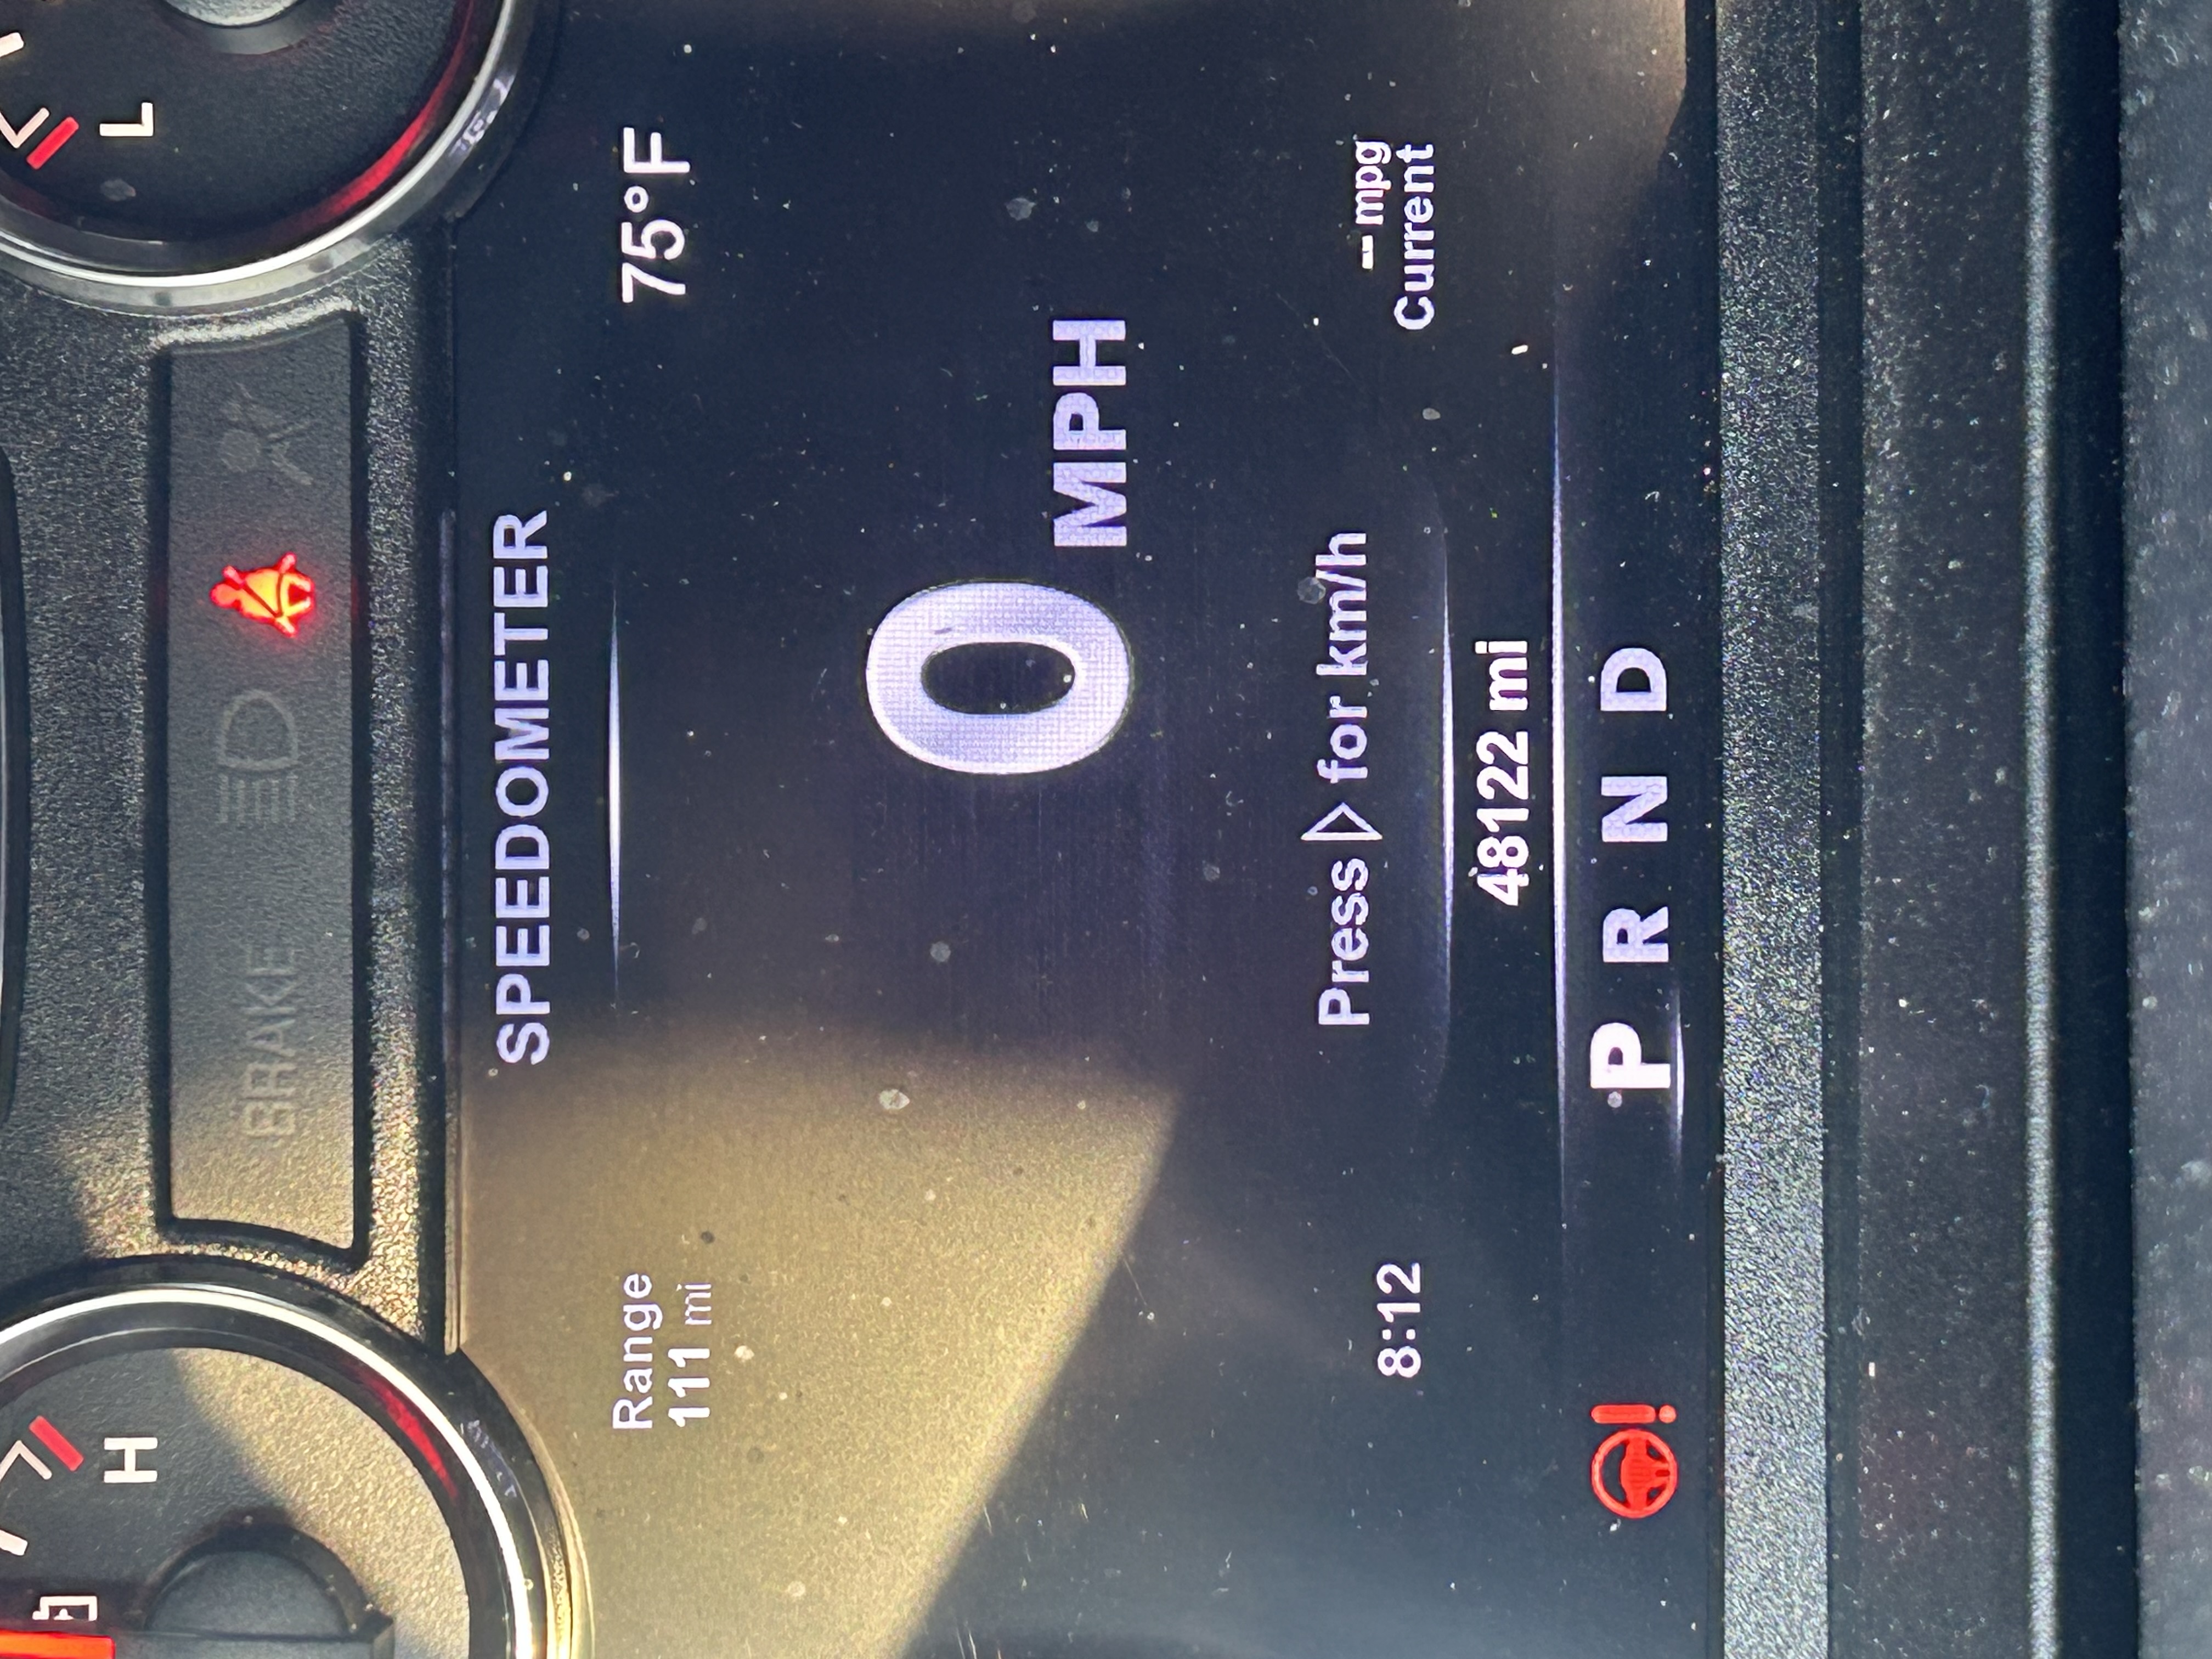 H
L
BRAKE
SPEEDOMETER
Range
111 mi
75°F
0 MPH
Press ▷ for km/h
8:12
-- mpg
Current
48122 mi
P R N D